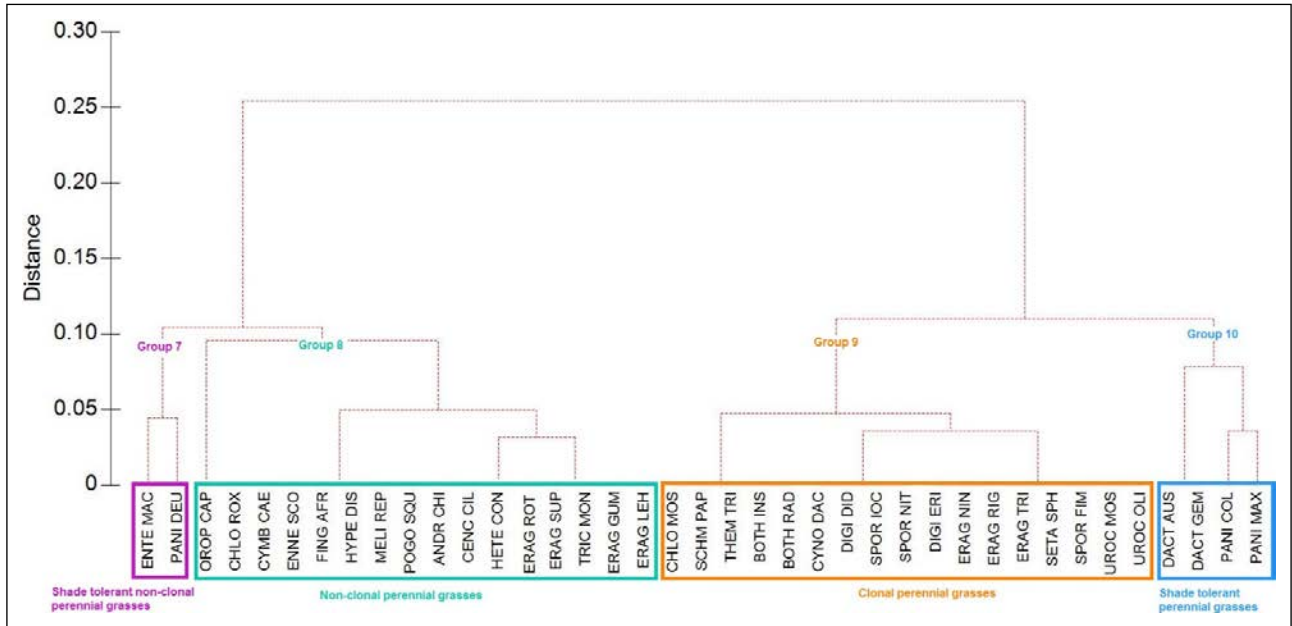 0.30
0.25
0.20
0.15
0.10
0.05
0
Distance
Group 7
Group 8
Group 9
Group 10
ENTE MAC
PANI DEU
OROP CAP
CHLO ROX
CYMB CAE
ENNE SCO
FING AFR
HYPE DIS
MELI REP
POGO SQU
ANDR CHI
CENC CIL
HETE CON
ERAG ROT
ERAG SUP
TRIC MON
ERAG GUM
ERAG LEH
CHLO MOS
SCHM PAP
THEM TRI
BOTH INS
BOTH RAD
CYNO DAC
DIGI DID
SPOR IOC
SPOR NIT
DIGI ERI
ERAG NIN
ERAG RIG
ERAG TRI
SETA SPH
SPOR FIM
UROC MOS
UROC OLI
DACT AUS
DACT GEM
PANI COL
PANI MAX
Shade tolerant non-clonal
perennial grasses
Non-clonal perennial grasses
Clonal perennial grasses
Shade tolerant
perennial grasses